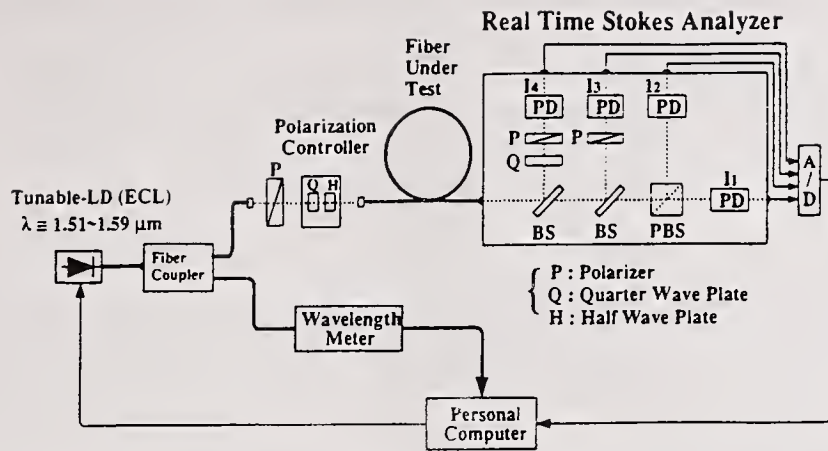 Real Time Stokes Analyzer
Fiber
Under
Test
I4
I3
I2
PD
PD
PD
Polarization
Controller
P
P
Q
P
Q
H
A
/
D
I1
PD
Tunable-LD (ECL)
λ ≅ 1.51~1.59 μm
BS
BS
PBS
Fiber
Coupler
P : Polarizer
Q : Quarter Wave Plate
H : Half Wave Plate
Wavelength
Meter
Personal
Computer